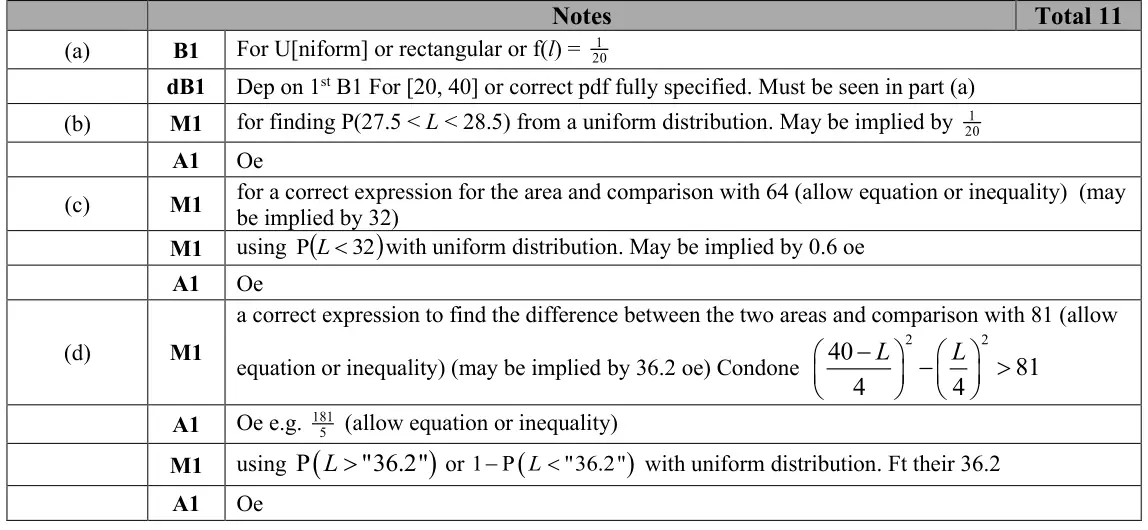 Notes Total 11
(a) B1 For U[niform] or rectangular or f(l) = 1/20
dB1 Dep on 1st B1 For [20, 40] or correct pdf fully specified. Must be seen in part (a)
(b) M1 for finding P(27.5 < L < 28.5) from a uniform distribution. May be implied by 1/20
A1 Oe
(c) M1 for a correct expression for the area and comparison with 64 (allow equation or inequality) (may
be implied by 32)
M1 using P(L < 32) with uniform distribution. May be implied by 0.6 oe
A1 Oe
(d) M1 a correct expression to find the difference between the two areas and comparison with 81 (allow
equation or inequality) (may be implied by 36.2 oe) Condone ((40 − L)/4)² − (L/4)² > 81
A1 Oe e.g. 181/5 (allow equation or inequality)
M1 using P(L > "36.2") or 1 − P(L < "36.2") with uniform distribution. Ft their 36.2
A1 Oe